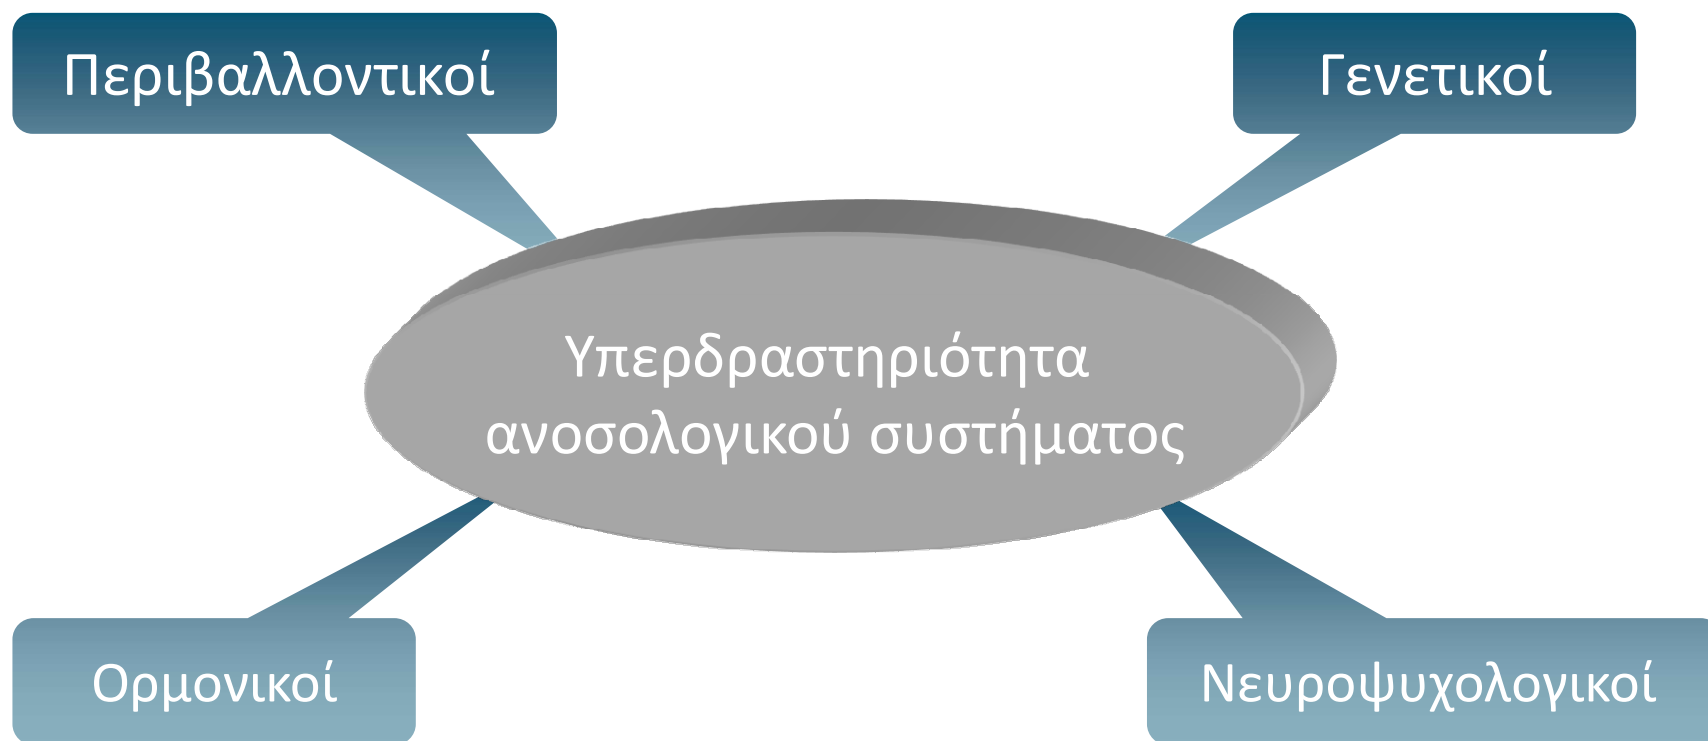 Περιβαλλοντικοί
Γενετικοί
Υπερδραστηριότητα
ανοσολογικού συστήματος
Ορμονικοί
Νευροψυχολογικοί